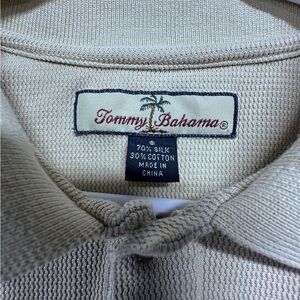 Tommy Bahama®
S
70% SILK
30% COTTON
MADE IN
CHINA